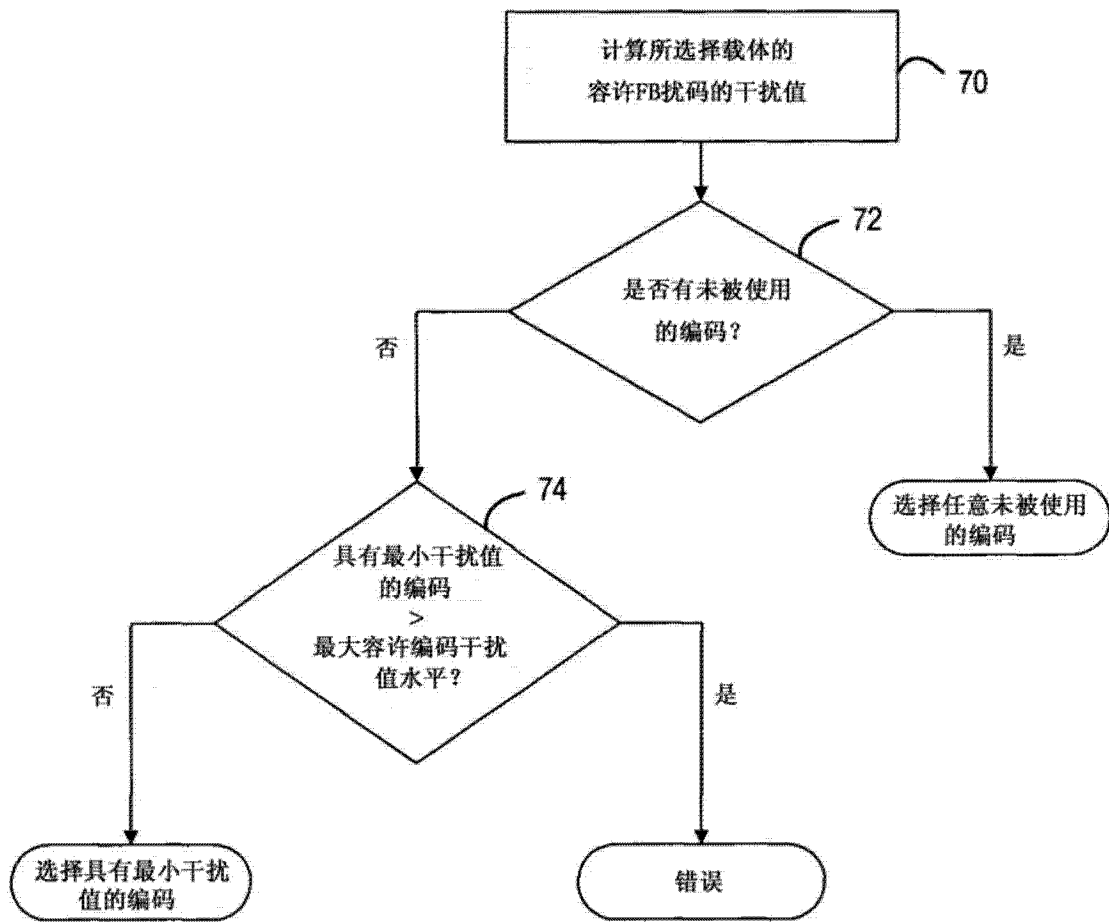 计算所选择载体的
容许FB扰码的干扰值
70
72
是否有未被使用
的编码？
否
是
选择任意未被使用
的编码
74
具有最小干扰值
的编码
>
最大容许编码干扰
值水平？
否
是
选择具有最小干扰
值的编码
错误